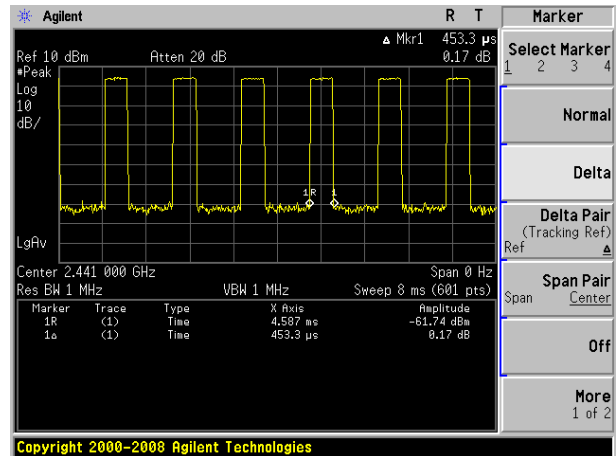 Agilent R T
Δ Mkr1 453.3 µs
Ref 10 dBm Atten 20 dB 0.17 dB
#Peak
Log
10
dB/
1R 1
LgAv
Center 2.441 000 GHz Span 0 Hz
Res BW 1 MHz VBW 1 MHz Sweep 8 ms (601 pts)
Marker Trace Type X Axis Amplitude
1R (1) Time 4.587 ms -61.74 dBm
1Δ (1) Time 453.3 µs 0.17 dB
Copyright 2000-2008 Agilent Technologies
Marker
Select Marker
1 2 3 4
Normal
Delta
Delta Pair
(Tracking Ref)
Ref Δ
Span Pair
Span Center
Off
More
1 of 2